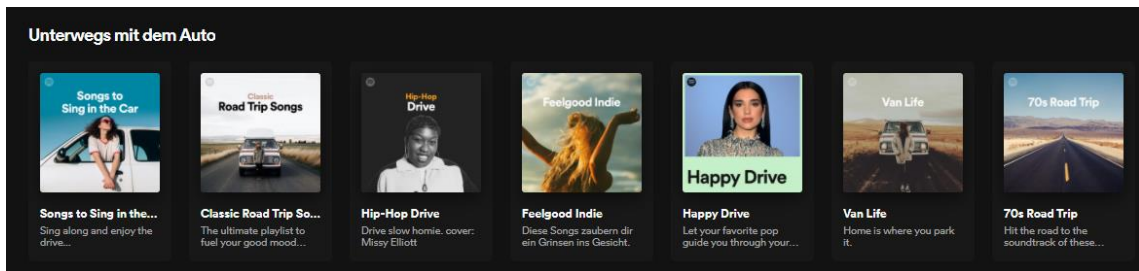 Unterwegs mit dem Auto
Songs to
Sing in the Car
Classic
Road Trip Songs
Hip-Hop
Drive
Feelgood Indie
Happy Drive
Van Life
70s Road Trip
Songs to Sing in the...
Sing along and enjoy the
drive...
Classic Road Trip So...
The ultimate playlist to
fuel your good mood...
Hip-Hop Drive
Drive slow homie. cover:
Missy Elliott
Feelgood Indie
Diese Songs zaubern dir
ein Grinsen ins Gesicht.
Happy Drive
Let your favorite pop
guide you through your...
Van Life
Home is where you park
it.
70s Road Trip
Hit the road to the
soundtrack of these...